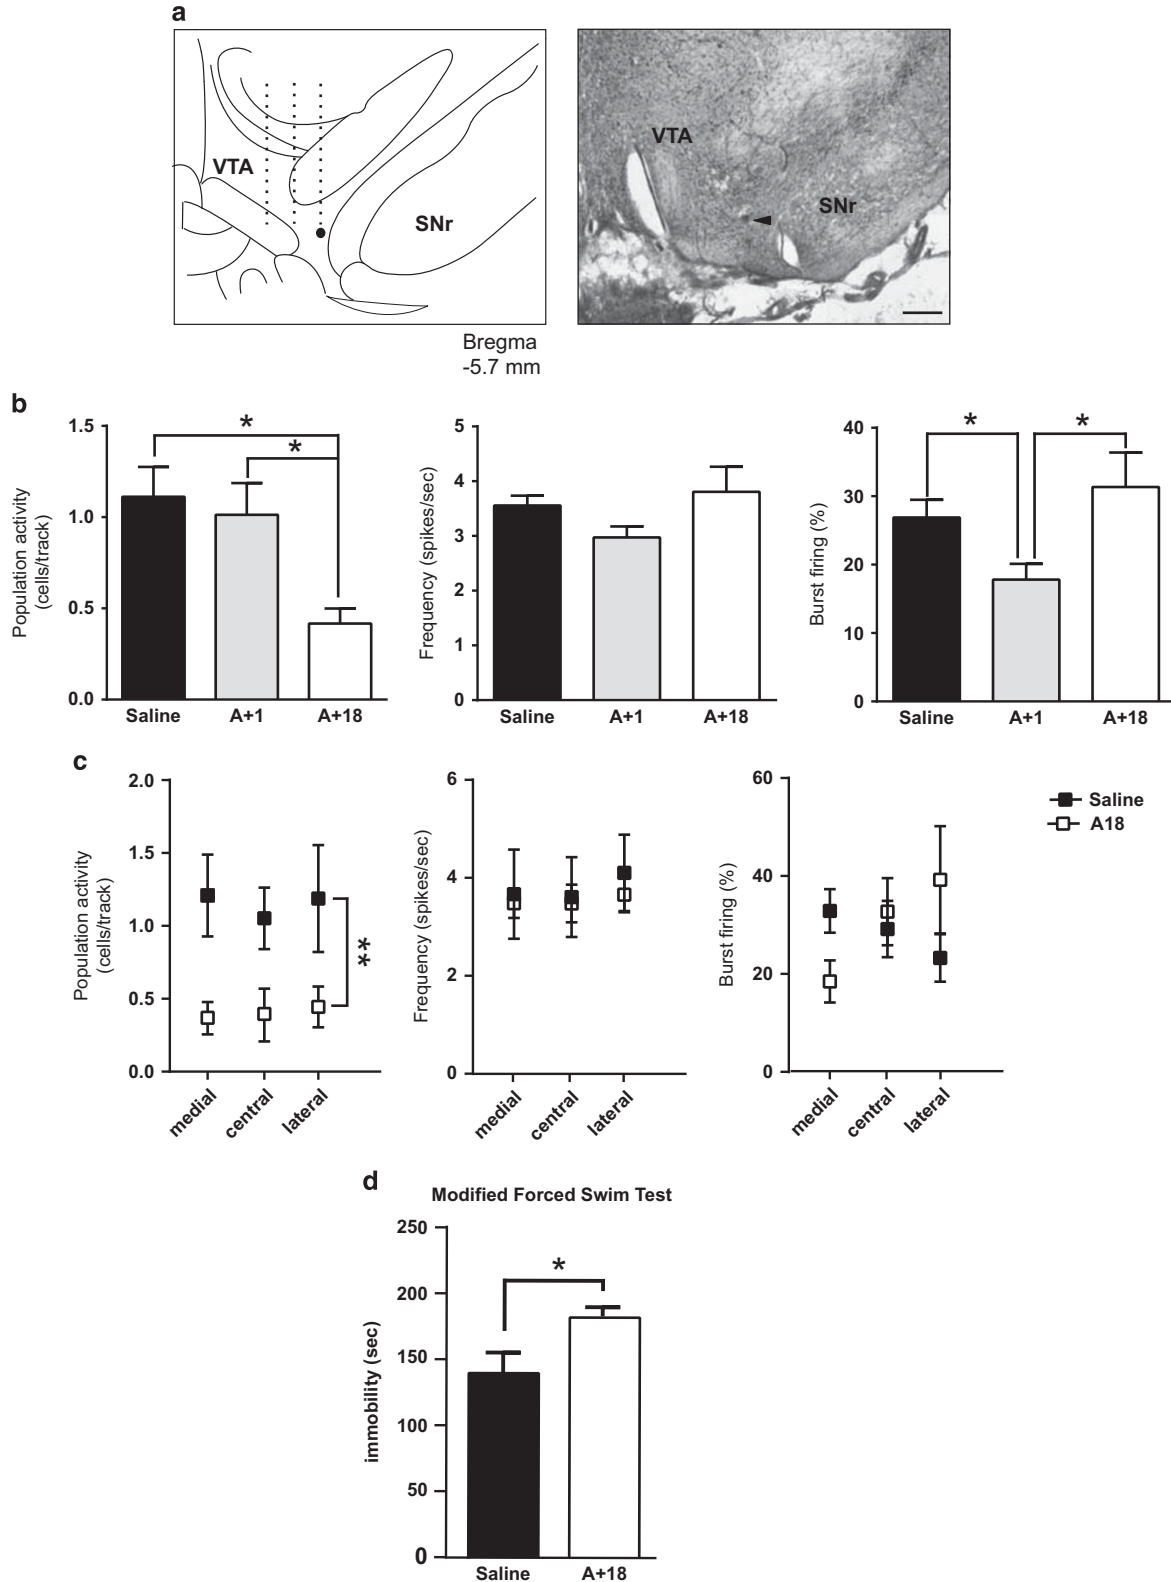 a
VTA
SNr
VTA
SNr
Bregma
-5.7 mm
b
Population activity
(cells/track)
1.5
1.0
0.5
0.0
*
*
Saline A+1 A+18
Frequency (spikes/sec)
5
4
3
2
1
0
Saline A+1 A+18
Burst firing (%)
40
30
20
10
0
*
*
Saline A+1 A+18
c
Population activity
(cells/track)
2.0
1.5
1.0
0.5
0.0
**
medial central lateral
Frequency (spikes/sec)
6
4
2
0
medial central lateral
Burst firing (%)
60
40
20
0
medial central lateral
Saline
A18
d
Modified Forced Swim Test
immobility (sec)
250
200
150
100
50
0
*
Saline A+18